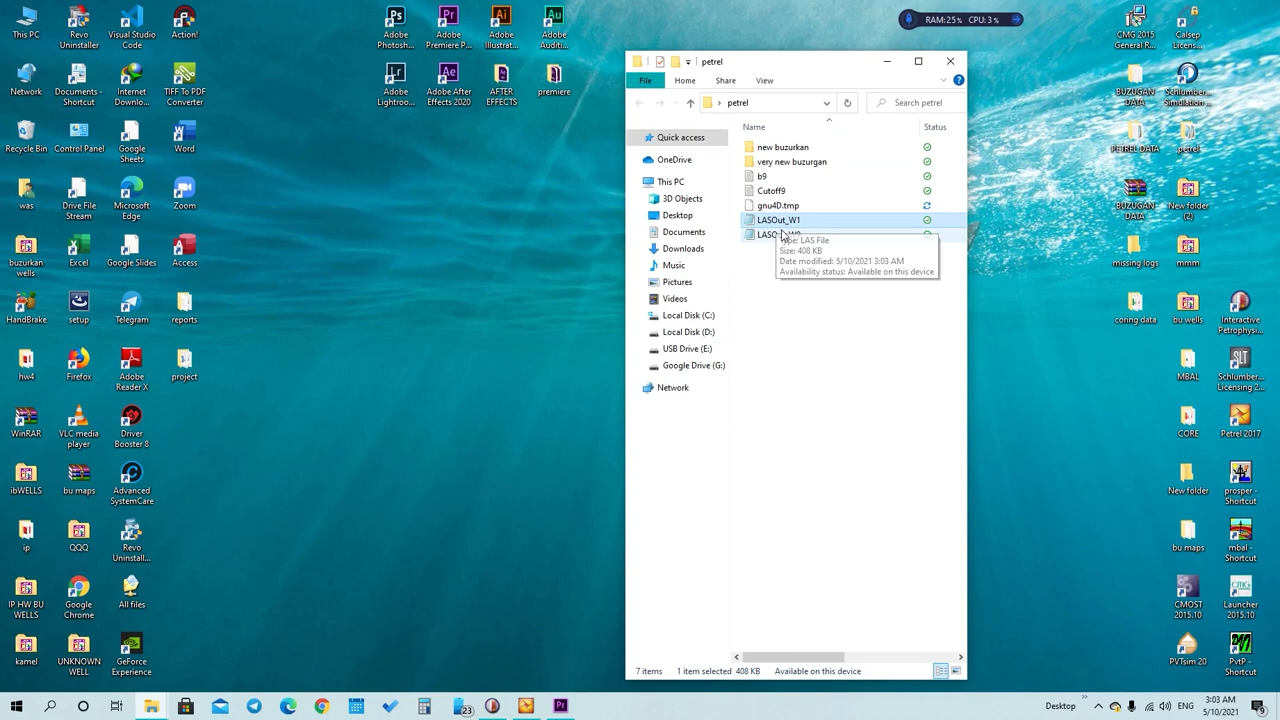 RAM:25% CPU:3%
This PC
Revo Uninstaller
Visual Studio Code
Action!
Network
Documents - Shortcut
Internet Downlo...
TIFF To PDF Converter
Recycle Bin
Control Panel
Google Sheets
Word
was
Drive File Stream
Microsoft Edge
Zoom
buzurkan wells
Excel
Google Slides
Access
HandBrake
setup
Telegram
reports
hw4
Firefox
Adobe Reader X
project
WinRAR
VLC media player
Driver Booster 8
ibWELLS
bu maps
Advanced SystemCare
ip
QQQ
Revo Uninstall...
IP HW BU WELLS
Google Chrome
All files
kamel
UNKNOWN WELLS
GeForce Experience
Adobe Photosh...
Adobe Premiere P...
Adobe Illustrat...
Adobe Auditi...
Adobe Lightroo...
Adobe After Effects 2020
AFTER EFFECTS
premiere
petrel
File
Home
Share
View
petrel
Search petrel
Name
Status
Quick access
OneDrive
This PC
3D Objects
Desktop
Documents
Downloads
Music
Pictures
Videos
Local Disk (C:)
Local Disk (D:)
USB Drive (E:)
Google Drive (G:)
Network
new buzurkan
very new buzurgan
b9
Cutoff9
gnu4D.tmp
LASOut_W1
Type: LAS File
Size: 408 KB
Date modified: 5/10/2021 3:03 AM
Availability status: Available on this device
7 items
1 item selected 408 KB
Available on this device
CMG 2015 General R...
Calsep Licens...
BUZUGAN DATA
Schlumber... Simulation ...
PETREL DATA
petrel
BUZUGAN DATA
New folder (2)
missing logs
mmm
coring data
bu wells
Interactive Petrophysi...
MBAL
Schlumber... Licensing 2...
CORE
Petrel 2017
New folder
prosper - Shortcut
bu maps
mbal - Shortcut
CMOST 2015.10
Launcher 2015.10
PVTsim 20
PvtP - Shortcut
23
Desktop
3:03 AM
5/10/2021
9